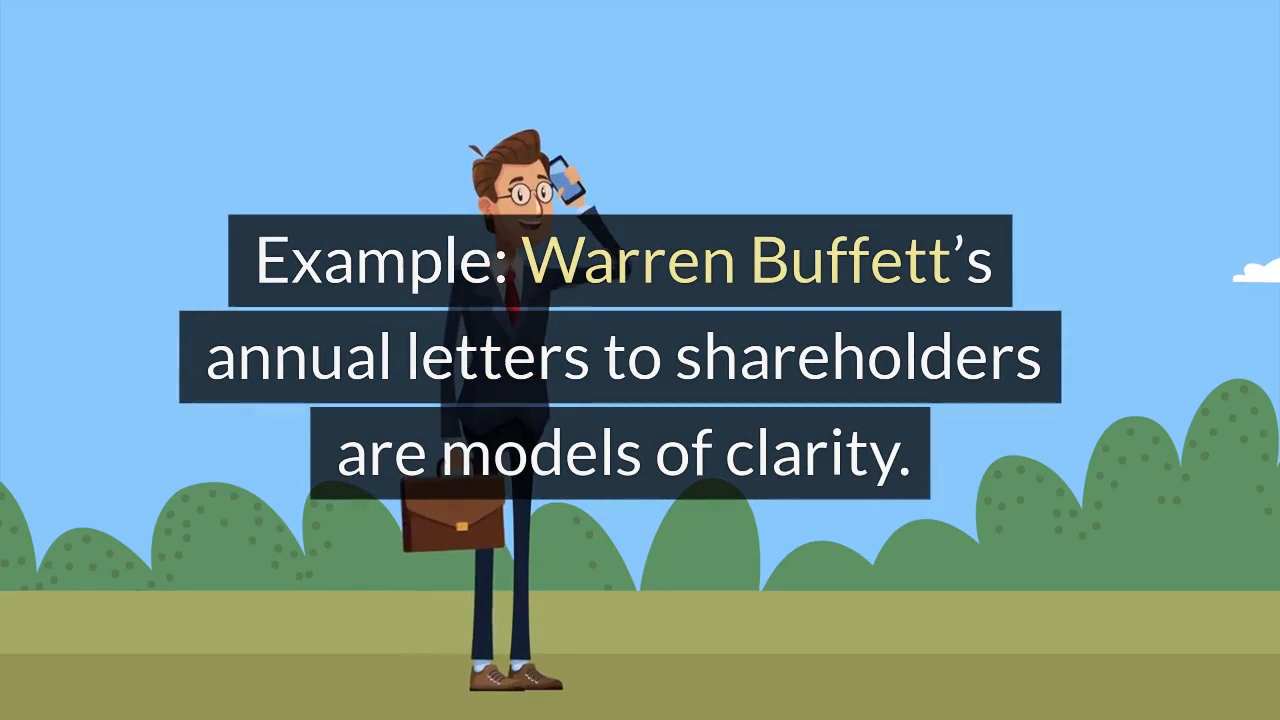 Example: Warren Buffett’s
annual letters to shareholders
are models of clarity.